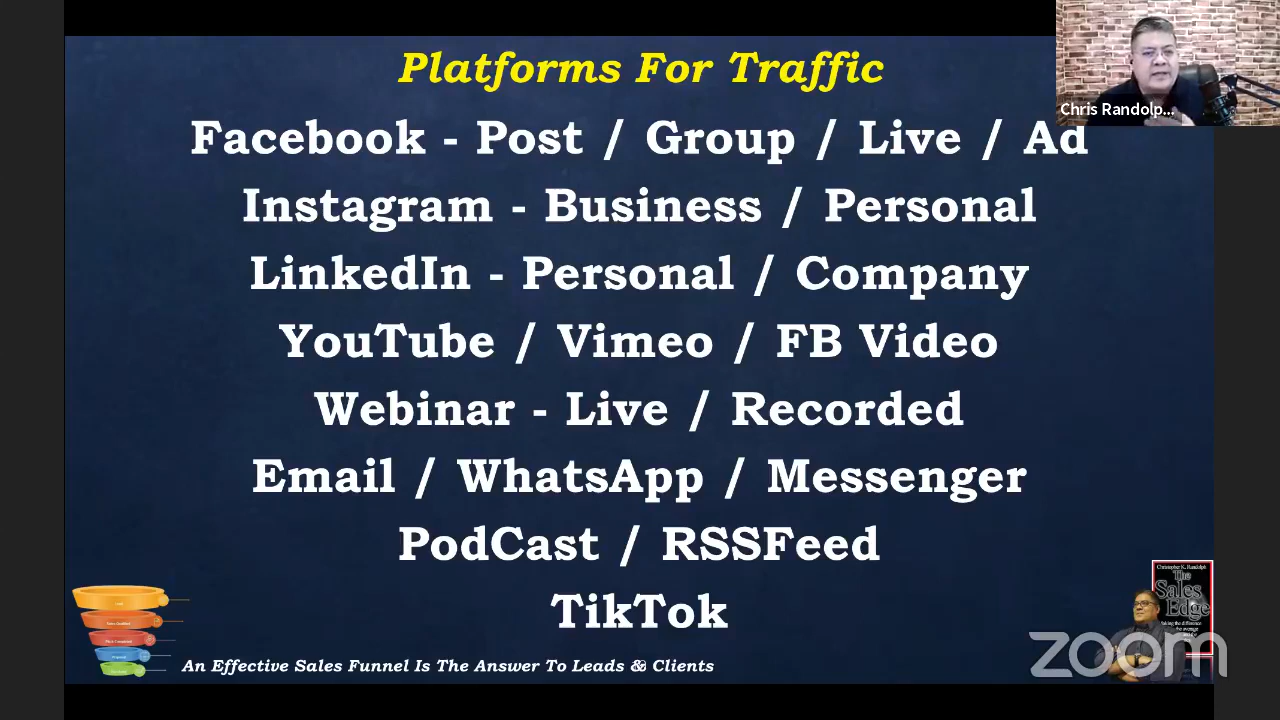 Platforms For Traffic
Chris Randolp...
Facebook - Post / Group / Live / Ad
Instagram - Business / Personal
LinkedIn - Personal / Company
YouTube / Vimeo / FB Video
Webinar - Live / Recorded
Email / WhatsApp / Messenger
PodCast / RSSFeed
TikTok
Christopher K. Randolph
The
Sales
Edge
An Effective Sales Funnel Is The Answer To Leads & Clients
zoom